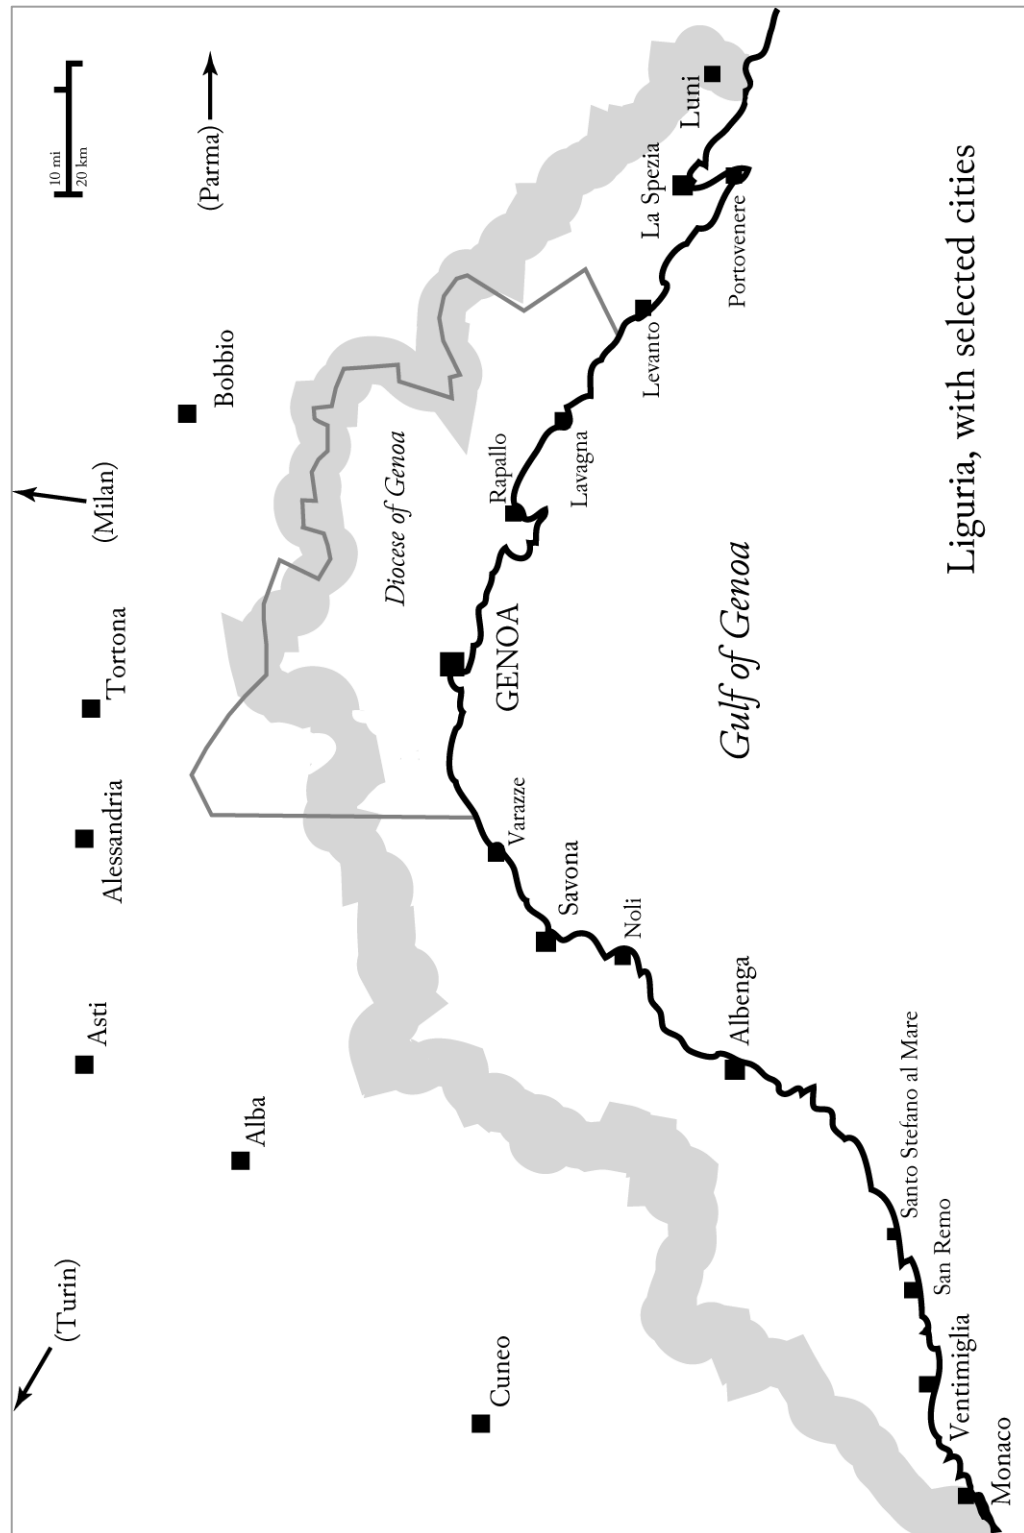 (Turin)
(Milan)
(Parma)
10 mi
20 km
Asti
Alessandria
Tortona
Bobbio
Alba
Cuneo
Diocese of Genoa
GENOA
Rapallo
Lavagna
Levanto
La Spezia
Luni
Portovenere
Varazze
Savona
Noli
Albenga
Gulf of Genoa
Santo Stefano al Mare
San Remo
Ventimiglia
Monaco
Liguria, with selected cities